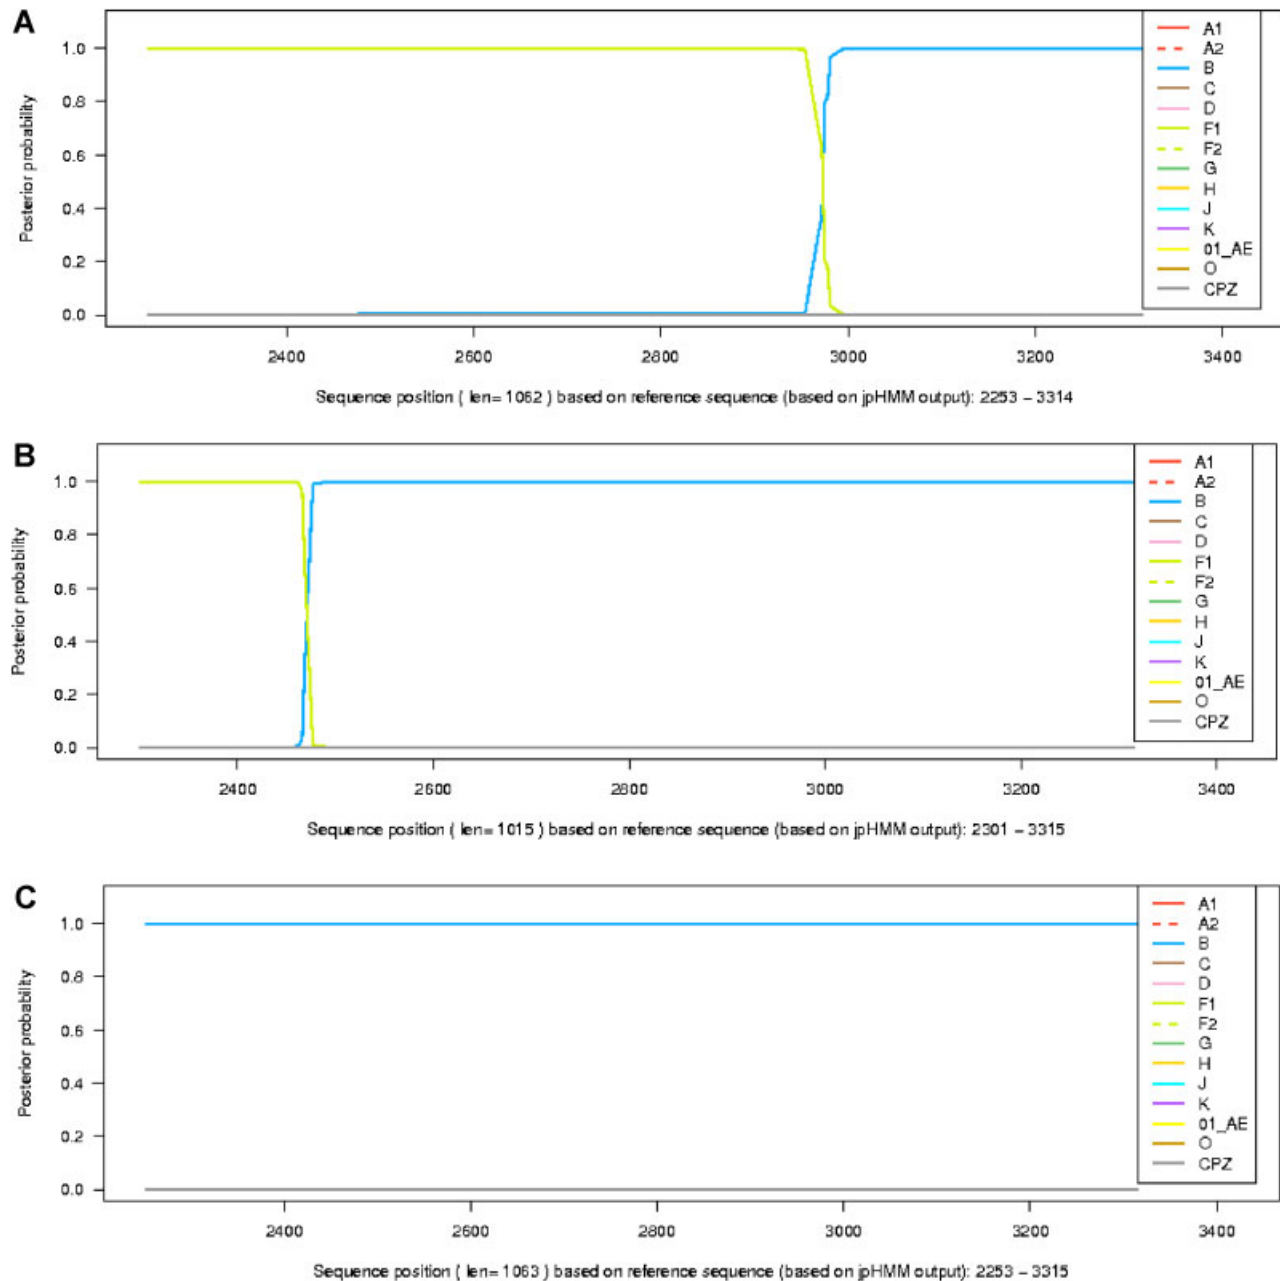 A
Posterior probability
1.0
0.8
0.6
0.4
0.2
0.0
2400 2600 2800 3000 3200 3400
Sequence position ( len= 1062 ) based on reference sequence (based on jpHMM output): 2253 – 3314
A1
A2
B
C
D
F1
F2
G
H
J
K
01_AE
O
CPZ
B
Posterior probability
1.0
0.8
0.6
0.4
0.2
0.0
2400 2600 2800 3000 3200 3400
Sequence position ( len= 1015 ) based on reference sequence (based on jpHMM output): 2301 – 3315
A1
A2
B
C
D
F1
F2
G
H
J
K
01_AE
O
CPZ
C
Posterior probability
1.0
0.8
0.6
0.4
0.2
0.0
2400 2600 2800 3000 3200 3400
Sequence position ( len= 1063 ) based on reference sequence (based on jpHMM output): 2253 – 3315
A1
A2
B
C
D
F1
F2
G
H
J
K
01_AE
O
CPZ